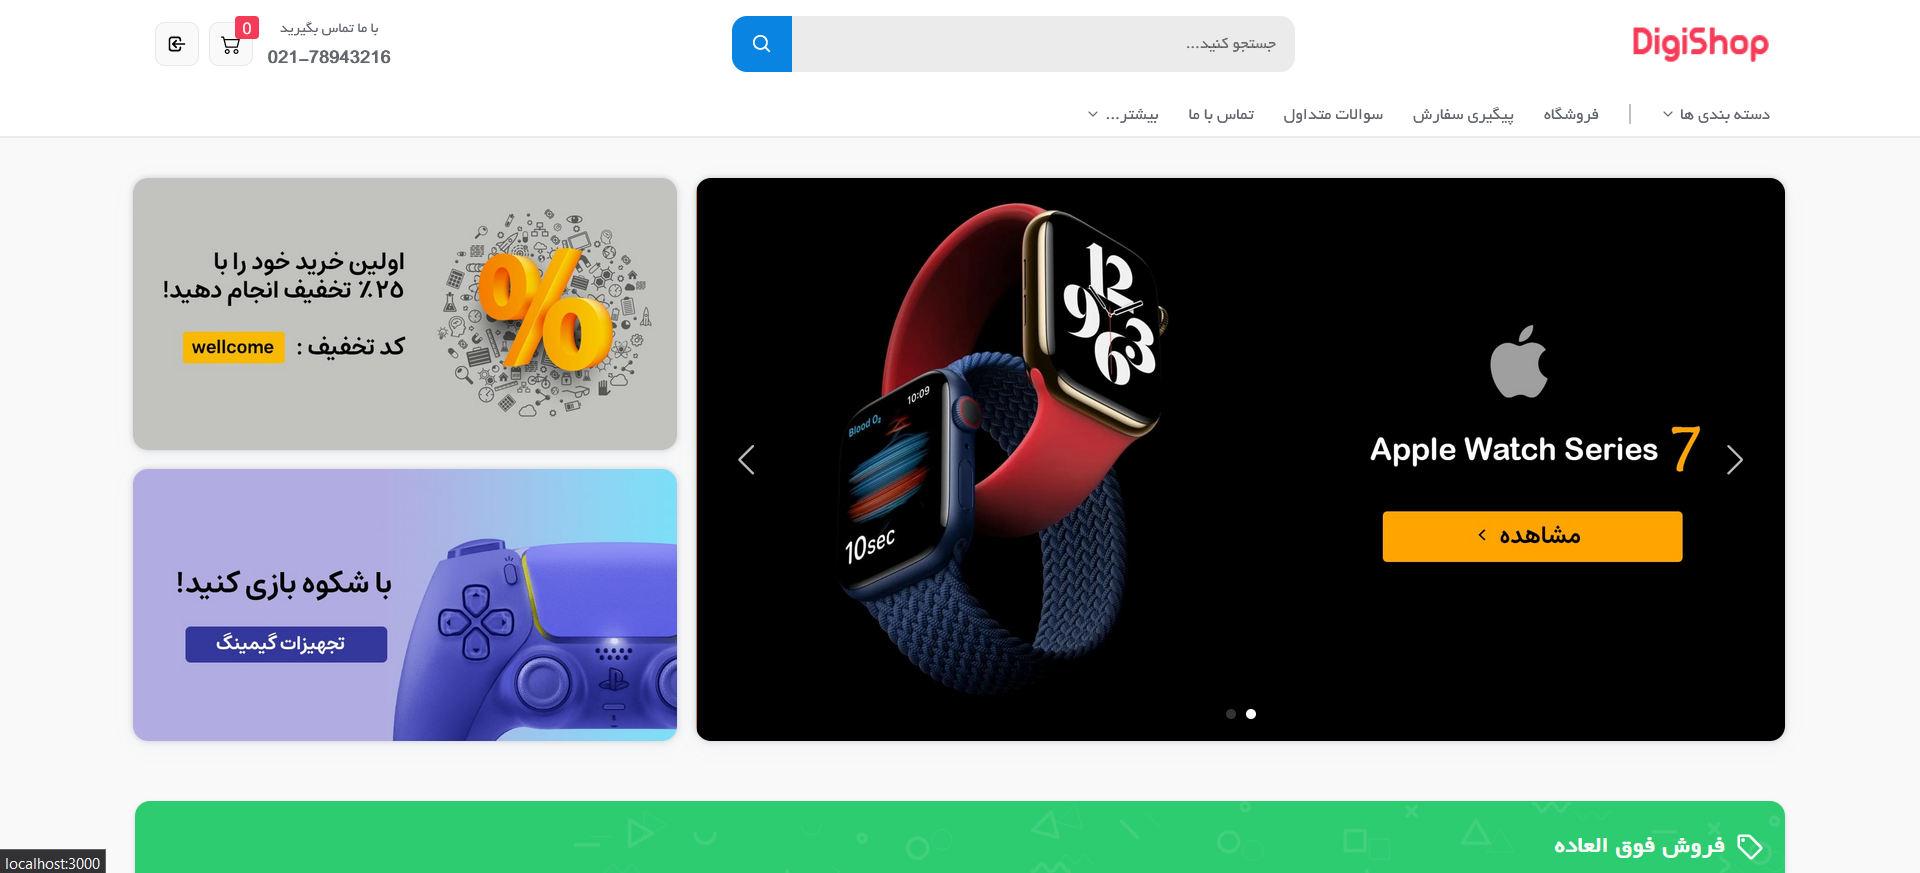 DigiShop
جستجو کنید...
با ما تماس بگیرید
021-78943216
0
دسته بندی ها
فروشگاه
پیگیری سفارش
سوالات متداول
تماس با ما
بیشتر...
Apple Watch Series 7
مشاهده
10:09
Blood O₂
10sec
12
9
3
6
اولین خرید خود را با
۲۵٪ تخفیف انجام دهید!
کد تخفیف : wellcome
%
با شکوه بازی کنید!
تجهیزات گیمینگ
فروش فوق العاده
localhost:3000